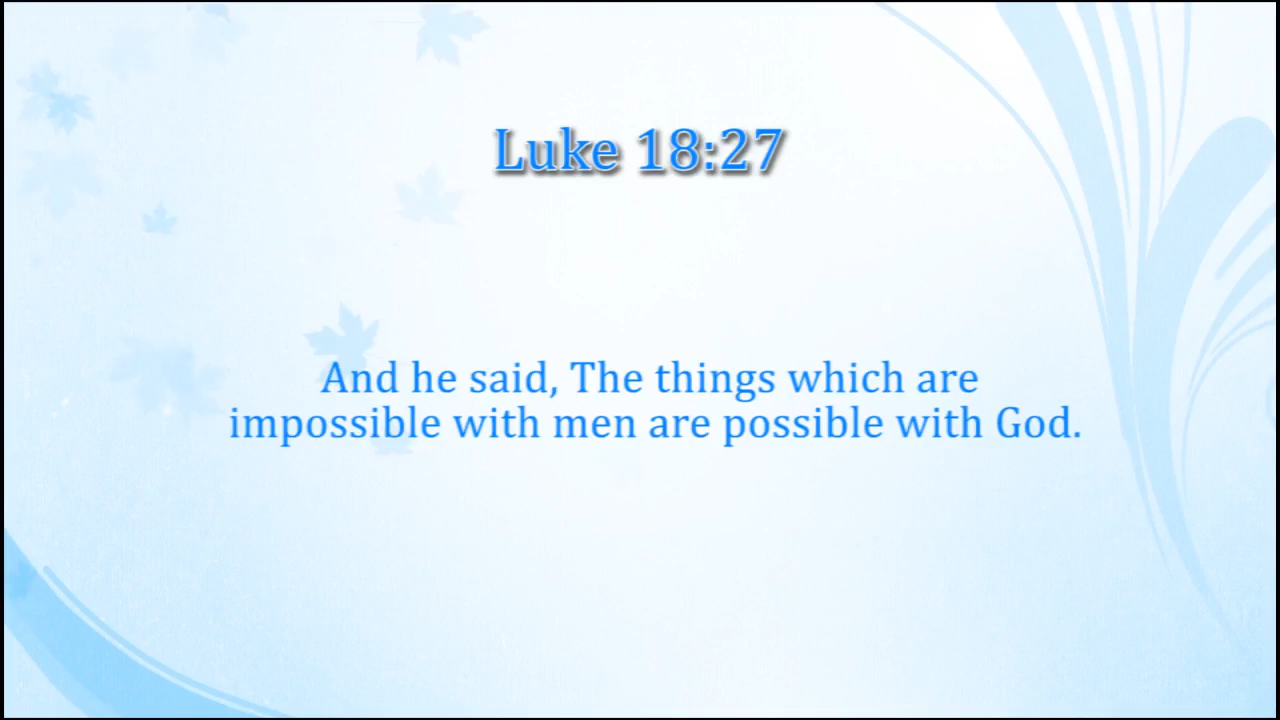 Luke 18:27
And he said, The things which are
impossible with men are possible with God.